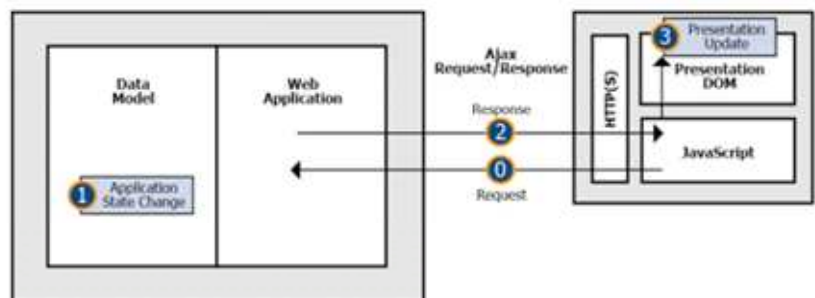 Data
Model
Web
Application
1
Application
State Change
Ajax
Request/Response
Response
2
0
Request
HTTP(S)
3
Presentation
Update
Presentation
DOM
JavaScript